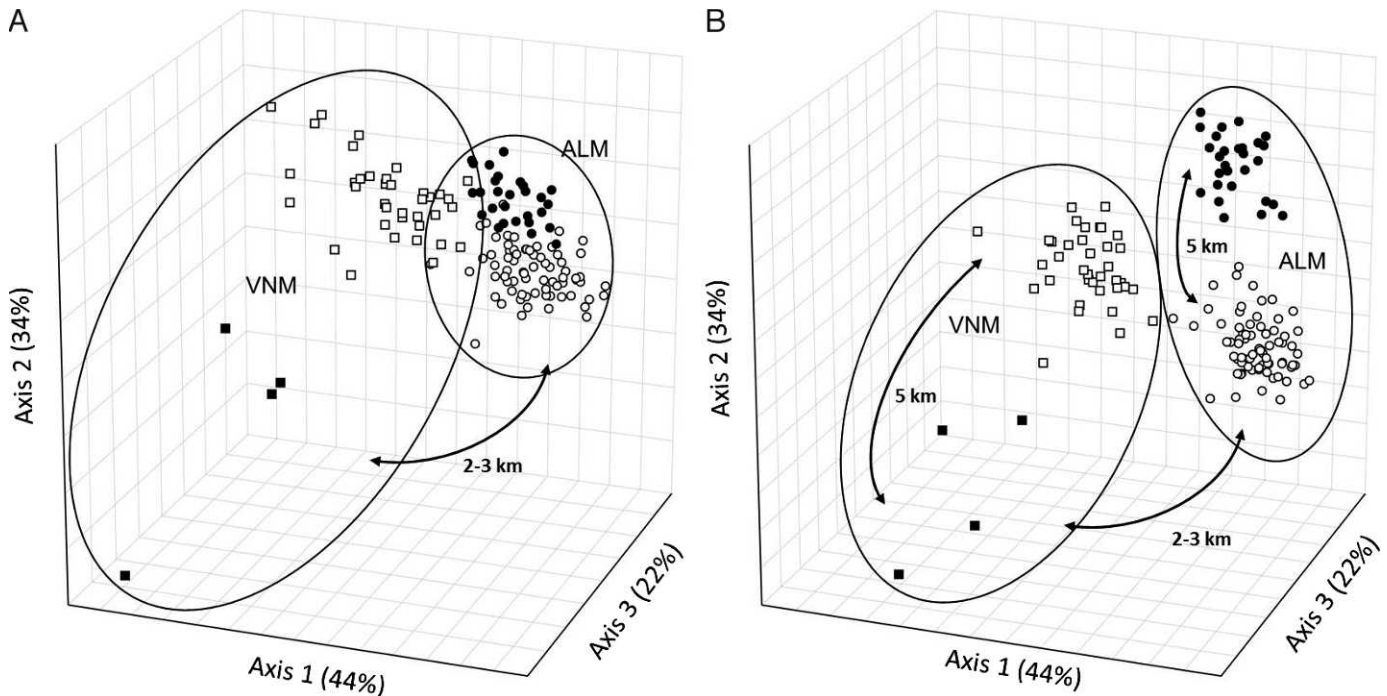 A
ALM
VNM
2-3 km
Axis 2 (34%)
Axis 1 (44%)
Axis 3 (22%)
B
5 km
ALM
VNM
5 km
2-3 km
Axis 2 (34%)
Axis 1 (44%)
Axis 3 (22%)